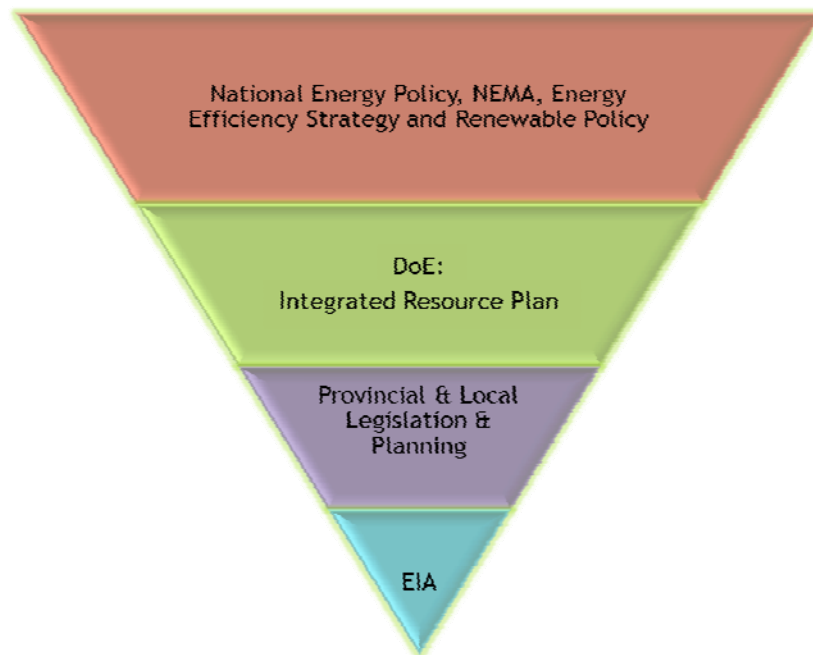 National Energy Policy, NEMA, Energy
Efficiency Strategy and Renewable Policy
DoE:
Integrated Resource Plan
Provincial & Local
Legislation &
Planning
EIA